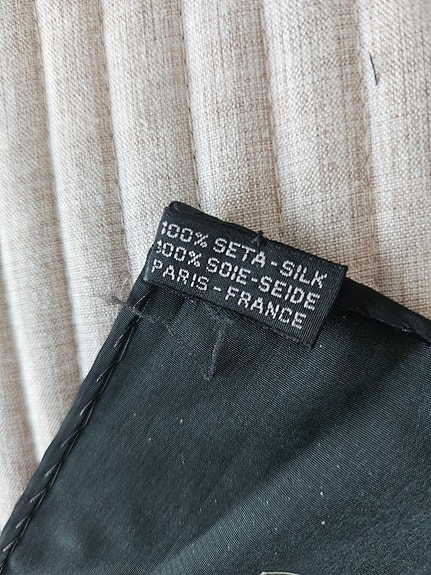 100% SETA-SILK
100% SOIE-SEIDE
PARIS-FRANCE